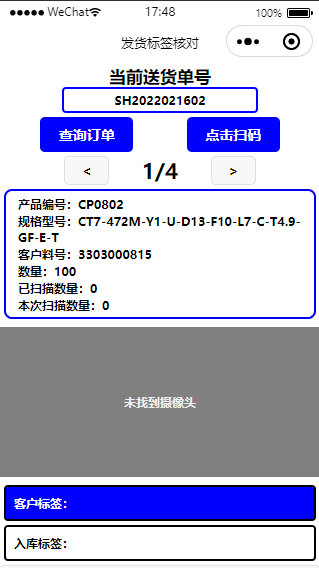 WeChat
17:48
100%
发货标签核对
当前送货单号
SH2022021602
查询订单
点击扫码
<
1/4
>
产品编号：CP0802
规格型号：CT7-472M-Y1-U-D13-F10-L7-C-T4.9-
GF-E-T
客户料号：3303000815
数量：100
已扫描数量：0
本次扫描数量：0
未找到摄像头
客户标签：
入库标签：